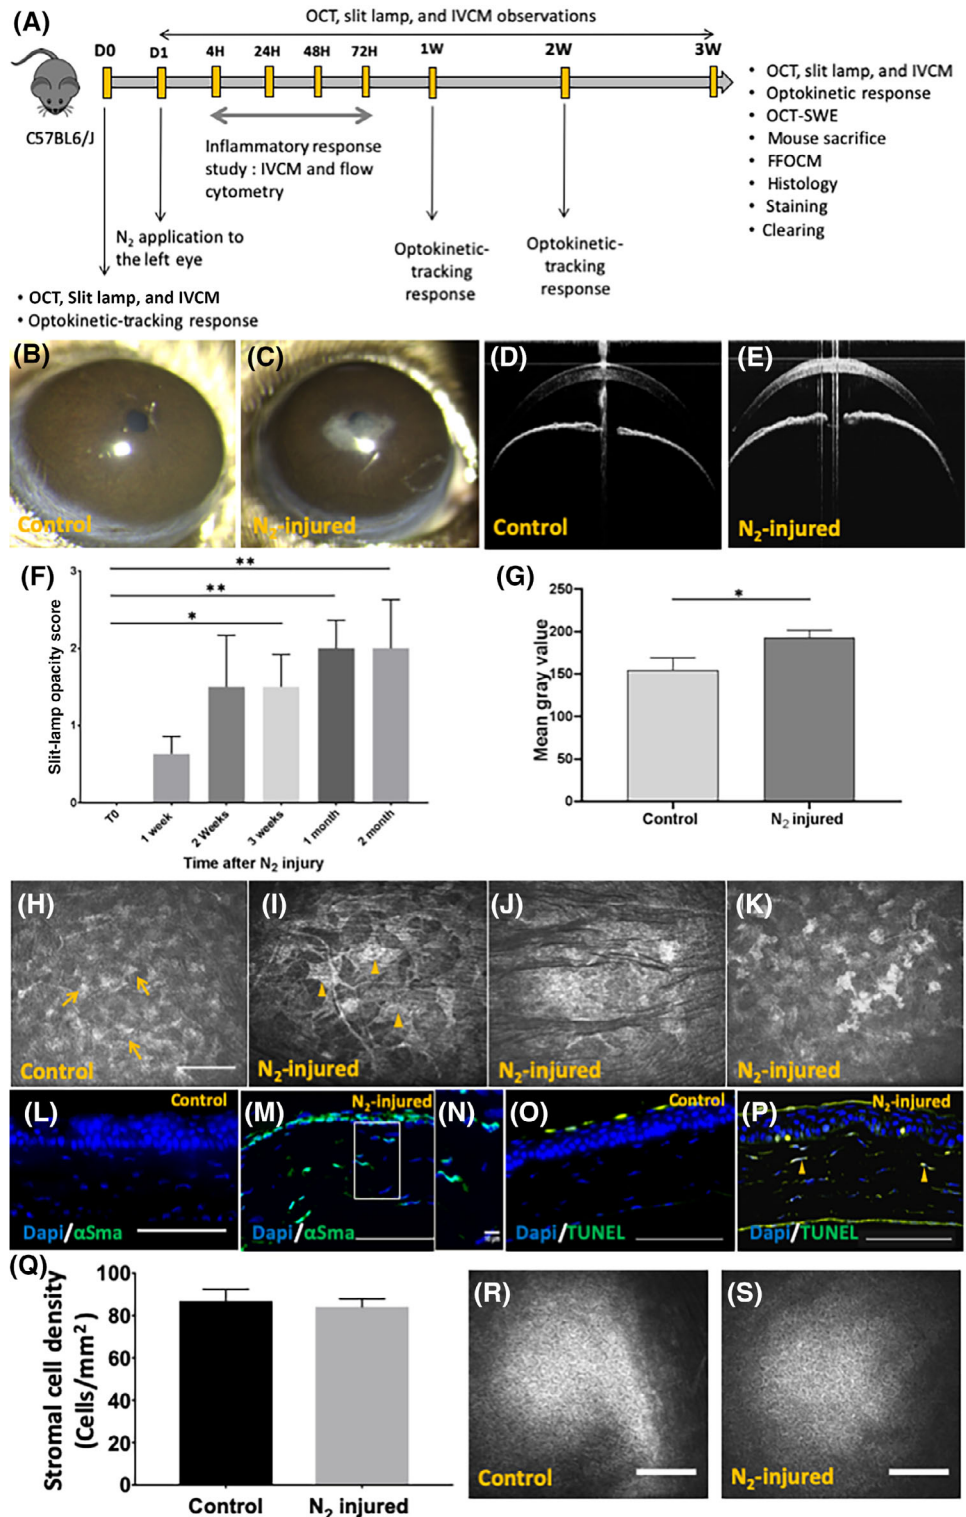 (A)
OCT, slit lamp, and IVCM observations
D0 D1 4H 24H 48H 72H 1W 2W 3W
C57BL6/J
Inflammatory response
study : IVCM and flow
cytometry
N2 application to
the left eye
• OCT, Slit lamp, and IVCM
• Optokinetic-tracking response
Optokinetic-
tracking
response
Optokinetic-
tracking
response
• OCT, slit lamp, and IVCM
• Optokinetic response
• OCT-SWE
• Mouse sacrifice
• FFOCM
• Histology
• Staining
• Clearing
(B)
Control
(C)
N2-injured
(D)
Control
(E)
N2-injured
(F)
Slit-lamp opacity score
3
2
1
0
**
**
*
T0
1 week
2 Weeks
3 weeks
1 month
2 month
Time after N2 injury
(G)
Mean gray value
250
200
150
100
50
0
*
Control
N2 injured
(H)
Control
(I)
N2-injured
(J)
N2-injured
(K)
N2-injured
(L)
Control
Dapi/αSma
(M)
N2-injured
Dapi/αSma
(N)
(O)
Control
Dapi/TUNEL
(P)
N2-injured
Dapi/TUNEL
(Q)
Stromal cell density
(Cells/mm2)
100
80
60
40
20
0
Control
N2 injured
(R)
Control
(S)
N2-injured